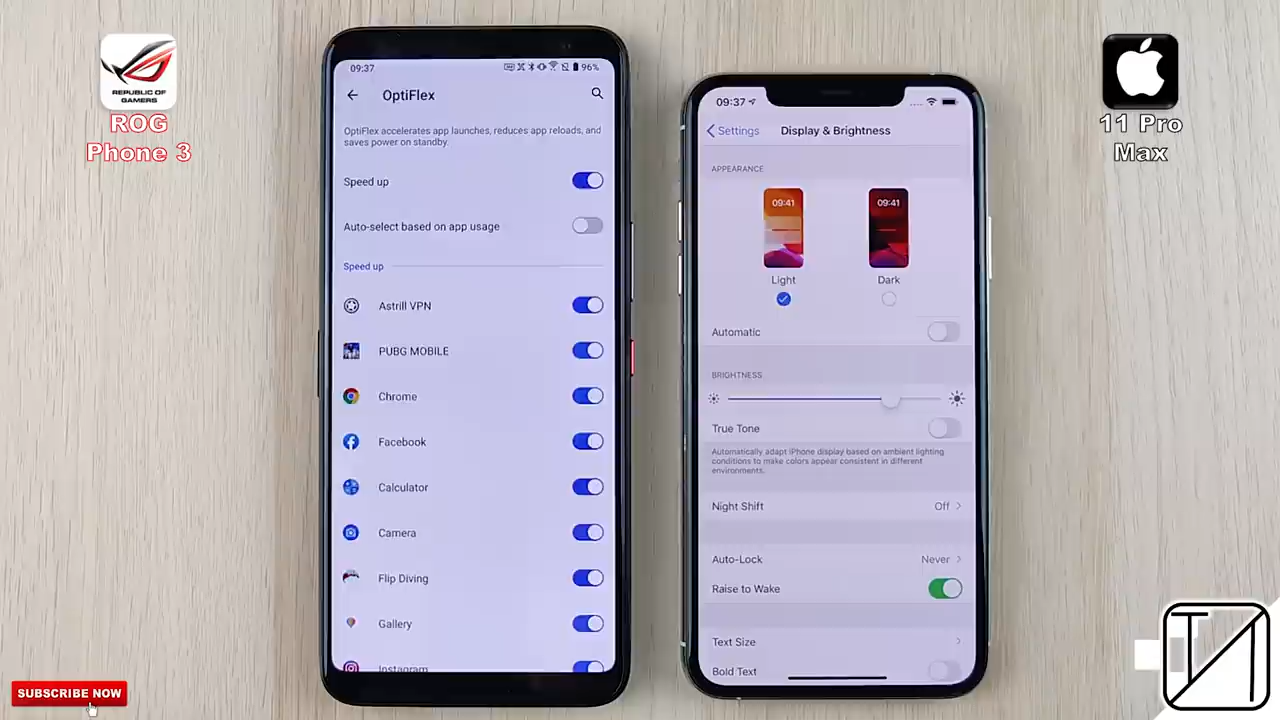 REPUBLIC OF
GAMERS
ROG
Phone 3
11 Pro
Max
09:37
96%
OptiFlex
OptiFlex accelerates app launches, reduces app reloads, and
saves power on standby.
Speed up
Auto-select based on app usage
Speed up
Astrill VPN
PUBG MOBILE
Chrome
Facebook
Calculator
Camera
Flip Diving
Gallery
Instagram
09:37
Settings
Display & Brightness
APPEARANCE
09:41
09:41
Light
Dark
Automatic
BRIGHTNESS
True Tone
Automatically adapt iPhone display based on ambient lighting
conditions to make colors appear consistent in different
environments.
Night Shift
Off
Auto-Lock
Never
Raise to Wake
Text Size
Bold Text
SUBSCRIBE NOW